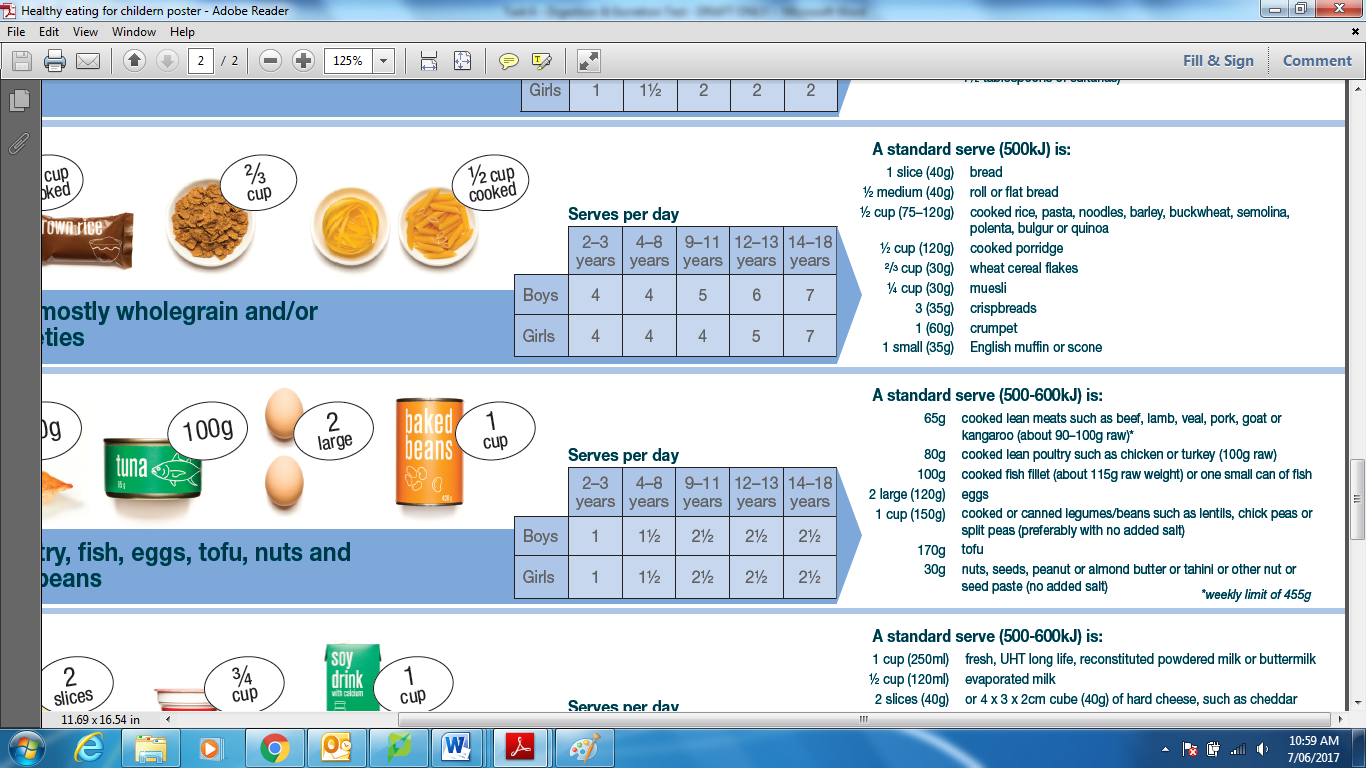 Healthy eating for childern poster - Adobe Reader
File Edit View Window Help
2 / 2 125% Fill & Sign Comment
Girls 1 1½ 2 2 2
cup
⅔ cup
½ cup cooked
brown rice
mostly wholegrain and/or
Serves per day
2–3 years 4–8 years 9–11 years 12–13 years 14–18 years
Boys 4 4 5 6 7
Girls 4 4 4 5 7
A standard serve (500kJ) is:
1 slice (40g) bread
½ medium (40g) roll or flat bread
½ cup (75–120g) cooked rice, pasta, noodles, barley, buckwheat, semolina,
polenta, bulgur or quinoa
½ cup (120g) cooked porridge
²/³ cup (30g) wheat cereal flakes
¼ cup (30g) muesli
3 (35g) crispbreads
1 (60g) crumpet
1 small (35g) English muffin or scone
100g
2 large
1 cup
tuna
baked beans
fish, eggs, tofu, nuts and
beans
Serves per day
2–3 years 4–8 years 9–11 years 12–13 years 14–18 years
Boys 1 1½ 2½ 2½ 2½
Girls 1 1½ 2½ 2½ 2½
A standard serve (500-600kJ) is:
65g cooked lean meats such as beef, lamb, veal, pork, goat or
kangaroo (about 90–100g raw)*
80g cooked lean poultry such as chicken or turkey (100g raw)
100g cooked fish fillet (about 115g raw weight) or one small can of fish
2 large (120g) eggs
1 cup (150g) cooked or canned legumes/beans such as lentils, chick peas or
split peas (preferably with no added salt)
170g tofu
30g nuts, seeds, peanut or almond butter or tahini or other nut or
seed paste (no added salt)
*weekly limit of 455g
2 slices
¾ cup
1 cup
soy drink with calcium
Serves per day
A standard serve (500-600kJ) is:
1 cup (250ml) fresh, UHT long life, reconstituted powdered milk or buttermilk
½ cup (120ml) evaporated milk
2 slices (40g) or 4 x 3 x 2cm cube (40g) of hard cheese, such as cheddar
11.69 x 16.54 in
10:59 AM
7/06/2017